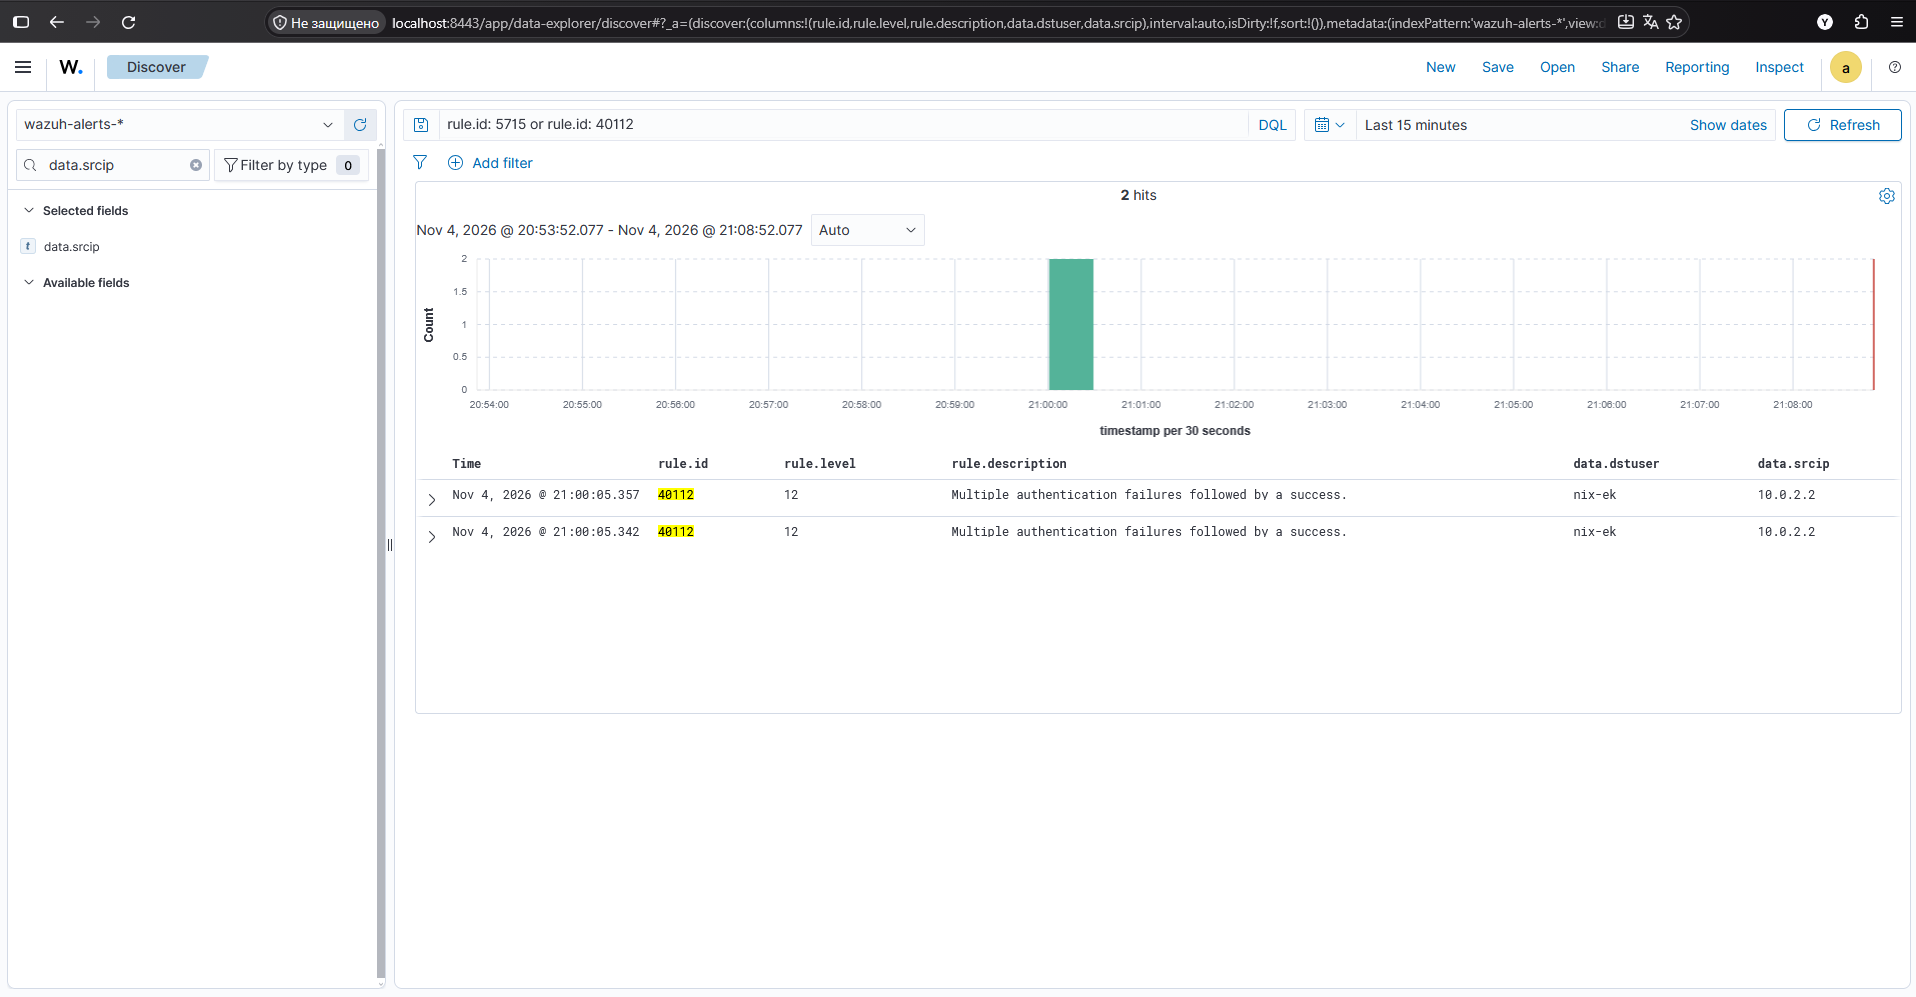 Не защищено localhost:8443/app/data-explorer/discover#?_a=(discover:(columns:!(rule.id,rule.level,rule.description,data.dstuser,data.srcip),interval:auto,isDirty:!f,sort:!()),metadata:(indexPattern:'wazuh-alerts-*',view:d
Y
W. Discover New Save Open Share Reporting Inspect a
wazuh-alerts-*
rule.id: 5715 or rule.id: 40112 DQL Last 15 minutes Show dates Refresh
data.srcip Filter by type 0
Add filter
2 hits
Selected fields
t data.srcip
Available fields
Nov 4, 2026 @ 20:53:52.077 - Nov 4, 2026 @ 21:08:52.077 Auto
2
1.5
1
0.5
0
Count
20:54:00 20:55:00 20:56:00 20:57:00 20:58:00 20:59:00 21:00:00 21:01:00 21:02:00 21:03:00 21:04:00 21:05:00 21:06:00 21:07:00 21:08:00
timestamp per 30 seconds
Time rule.id rule.level rule.description data.dstuser data.srcip
Nov 4, 2026 @ 21:00:05.357 40112 12 Multiple authentication failures followed by a success. nix-ek 10.0.2.2
Nov 4, 2026 @ 21:00:05.342 40112 12 Multiple authentication failures followed by a success. nix-ek 10.0.2.2